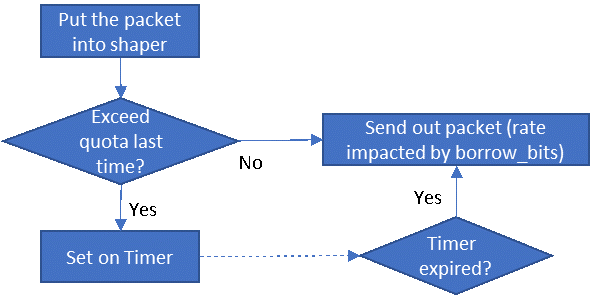 Put the packet
into shaper
Exceed
quota last
time?
No
Send out packet (rate
impacted by borrow_bits)
Yes
Yes
Set on Timer
Timer
expired?